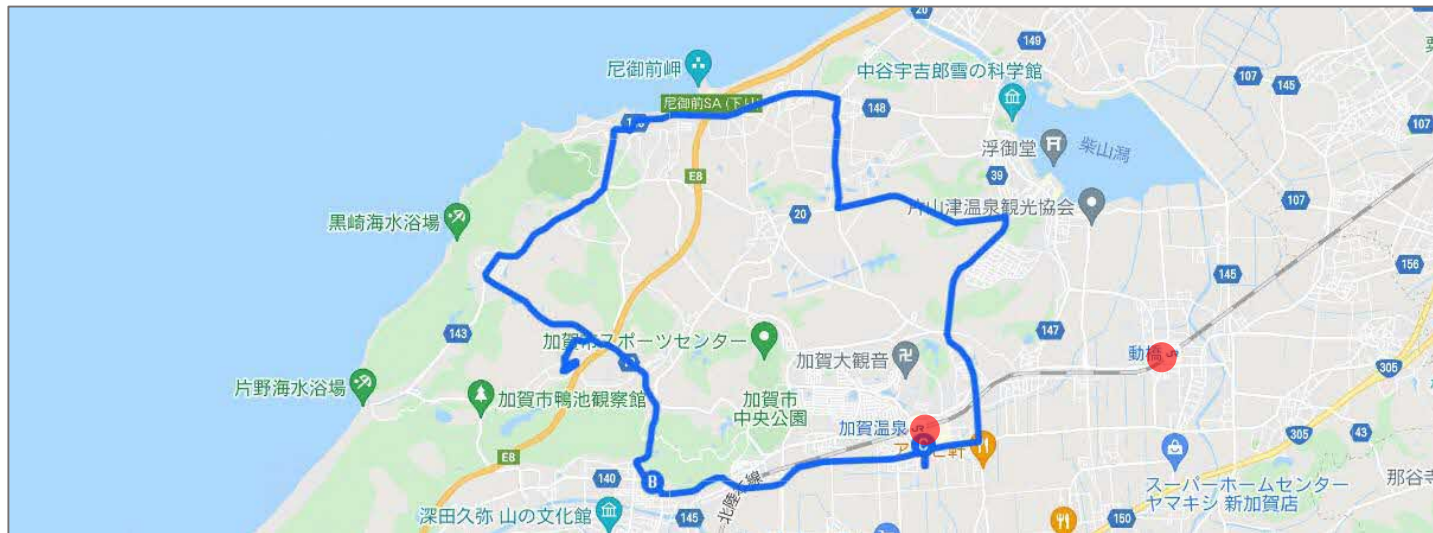 20
149
尼御前岬
中谷宇吉郎雪の科学館
107
145
尼御前SA (下り)
148
107
浮御堂
柴山潟
E8
39
黒崎海水浴場
20
片山津温泉観光協会
107
156
145
143
147
加賀市スポーツセンター
動橋
加賀大観音
305
片野海水浴場
加賀市鴨池観察館
加賀市
中央公園
加賀温泉
C
305
43
E8
B
140
北陸本線
スーパーホームセンター
ヤマキシ 新加賀店
那谷寺
深田久弥 山の文化館
145
150